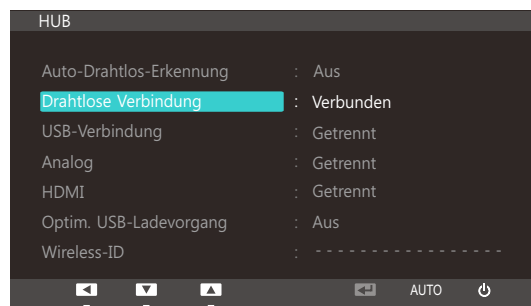 HUB
Auto-Drahtlos-Erkennung : Aus
Drahtlose Verbindung : Verbunden
USB-Verbindung : Getrennt
Analog : Getrennt
HDMI : Getrennt
Optim. USB-Ladevorgang : Aus
Wireless-ID : - - - - - - - - - - - - - - - - - -
AUTO